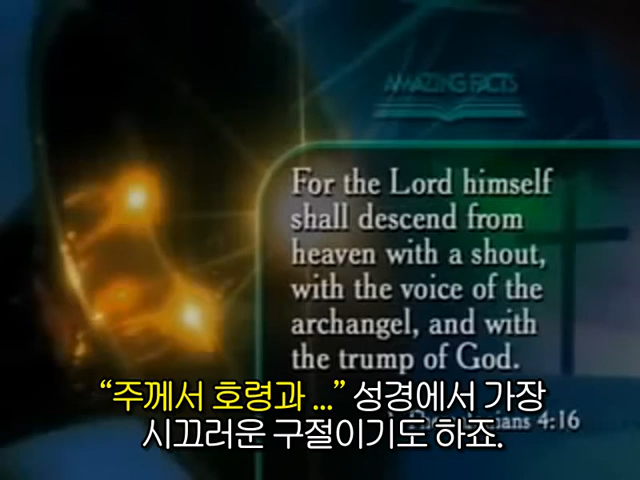 AMAZING FACTS
For the Lord himself
shall descend from
heaven with a shout,
with the voice of the
archangel, and with
the trump of God.
4:16
“주께서 호령과 ...” 성경에서 가장
시끄러운 구절이기도 하죠.